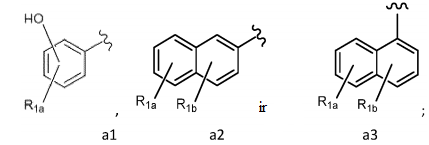 HO
R1a , R1a R1b ir R1a R1b ;
a1 a2 a3